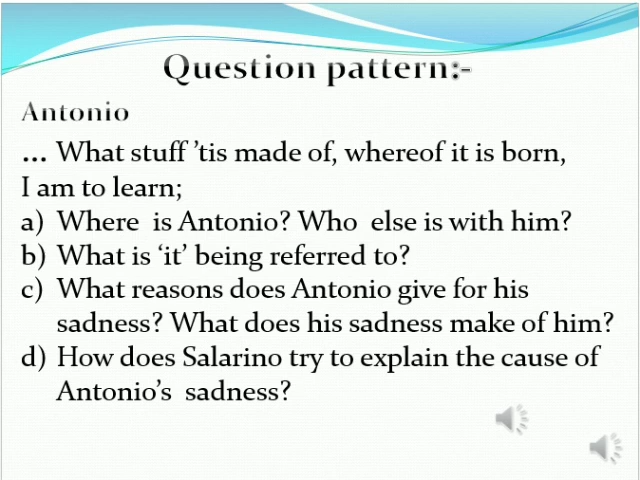 Question pattern:-
Antonio
... What stuff ’tis made of, whereof it is born,
I am to learn;
a) Where is Antonio? Who else is with him?
b) What is ‘it’ being referred to?
c) What reasons does Antonio give for his
sadness? What does his sadness make of him?
d) How does Salarino try to explain the cause of
Antonio’s sadness?